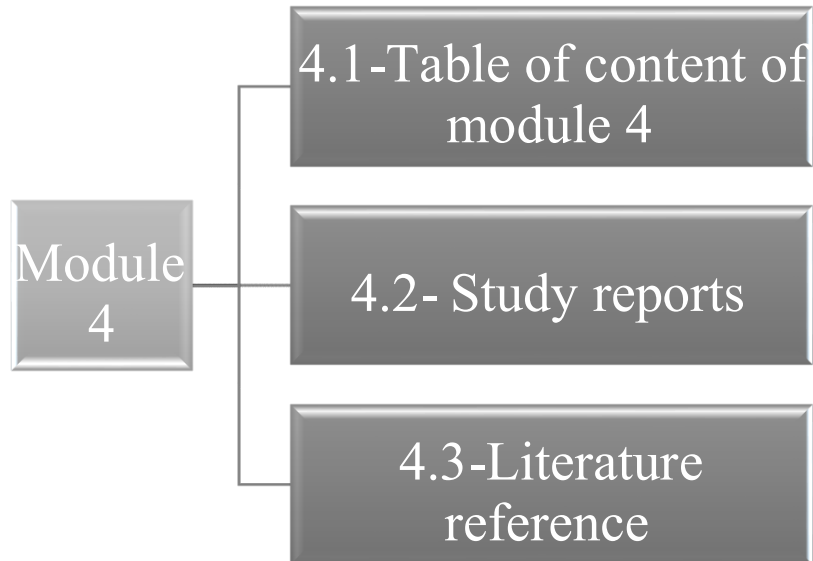 Module
4
4.1-Table of content of
module 4
4.2- Study reports
4.3-Literature
reference